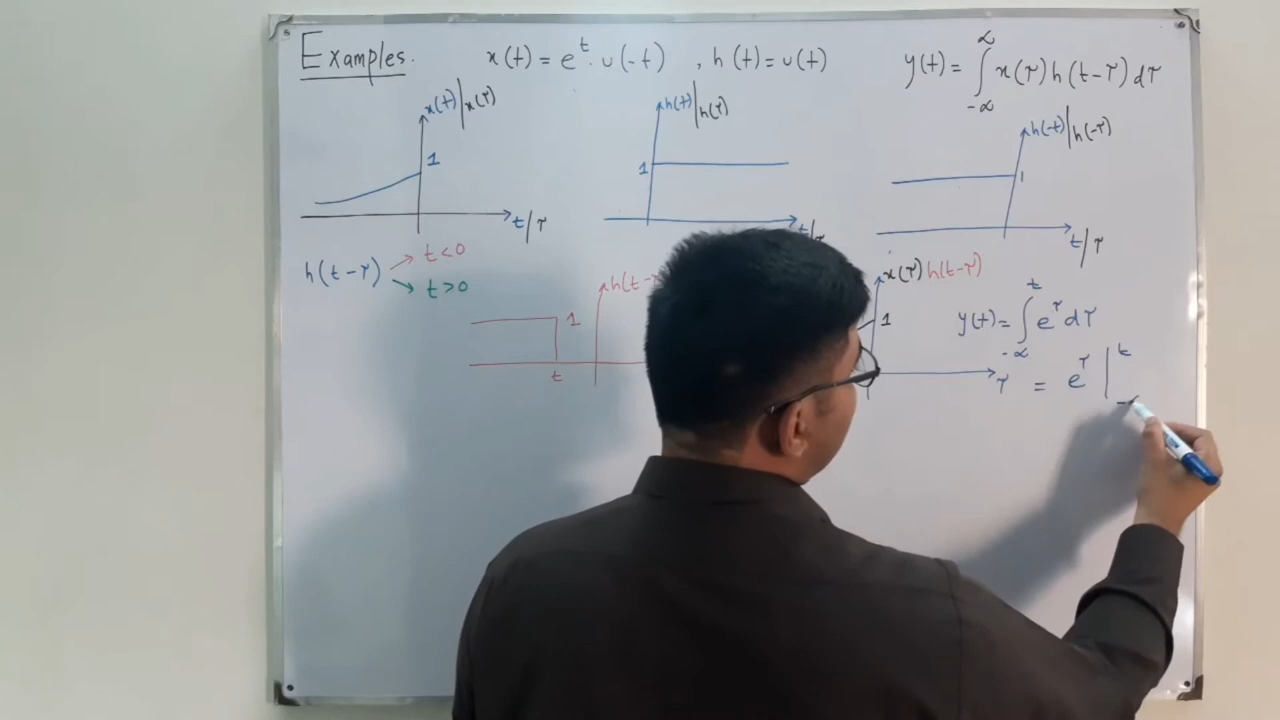 Examples. x(t) = e^t . u(-t) , h(t) = u(t) y(t) = ∫_{-∞}^{∞} x(τ) h(t-τ) dτ
x(t) | x(τ) h(t) | h(τ) h(-t) | h(-τ)
1 1 1
t/τ t/τ
h(t-τ) t<0
t>0
h(t- x(τ) h(t-τ)
1 1 y(t) = ∫_{-∞}^{t} e^τ dτ
t τ = e^τ |^t